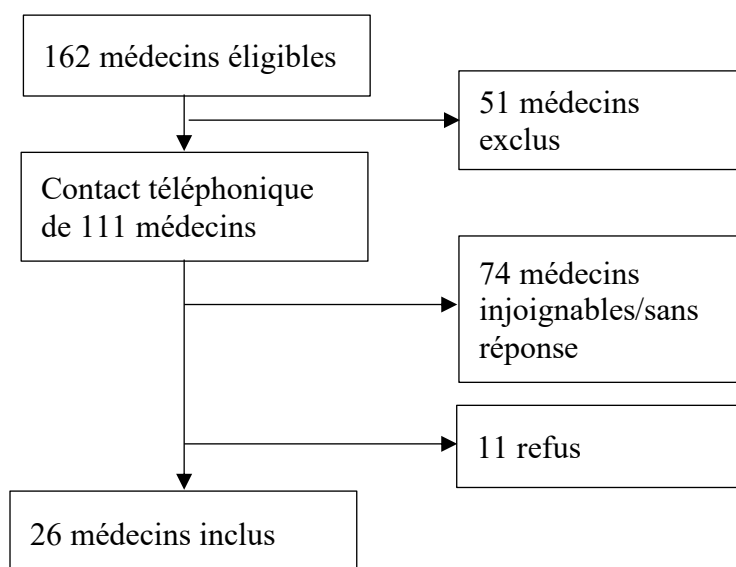 162 médecins éligibles
51 médecins
exclus
Contact téléphonique
de 111 médecins
74 médecins
injoignables/sans
réponse
11 refus
26 médecins inclus